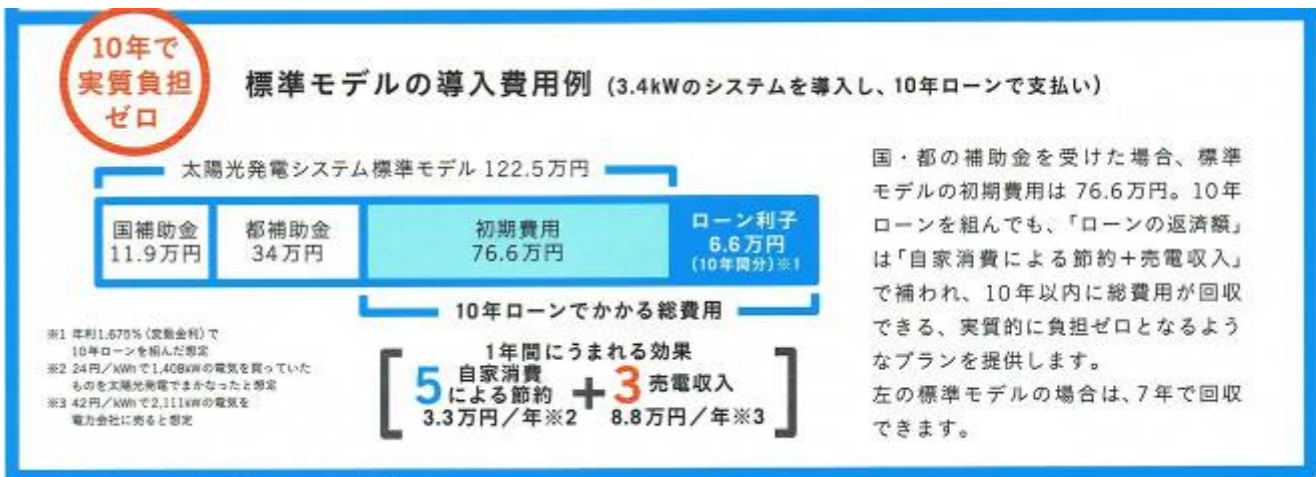 10年で
実質負担
ゼロ
標準モデルの導入費用例 (3.4kWのシステムを導入し、10年ローンで支払い)
太陽光発電システム標準モデル 122.5万円
国補助金
11.9万円
都補助金
34万円
初期費用
76.6万円
ローン利子
6.6万円
(10年間分)※1
10年ローンでかかる総費用
※1 年利1.675%(変動金利)で
10年ローンを組んだ想定
※2 24円/kWhで1,408kWの電気を買っていた
ものを太陽光発電でまかなったと想定
※3 42円/kWhで2,111kWの電気を
電力会社に売ると想定
1年間にうまれる効果
5 自家消費
による節約
3.3万円/年※2
+
3 売電収入
8.8万円/年※3
国・都の補助金を受けた場合、標準
モデルの初期費用は 76.6万円。10年
ローンを組んでも、「ローンの返済額」
は「自家消費による節約+売電収入」
で補われ、10年以内に総費用が回収
できる、実質的に負担ゼロとなるよう
なプランを提供します。
左の標準モデルの場合は、7年で回収
できます。